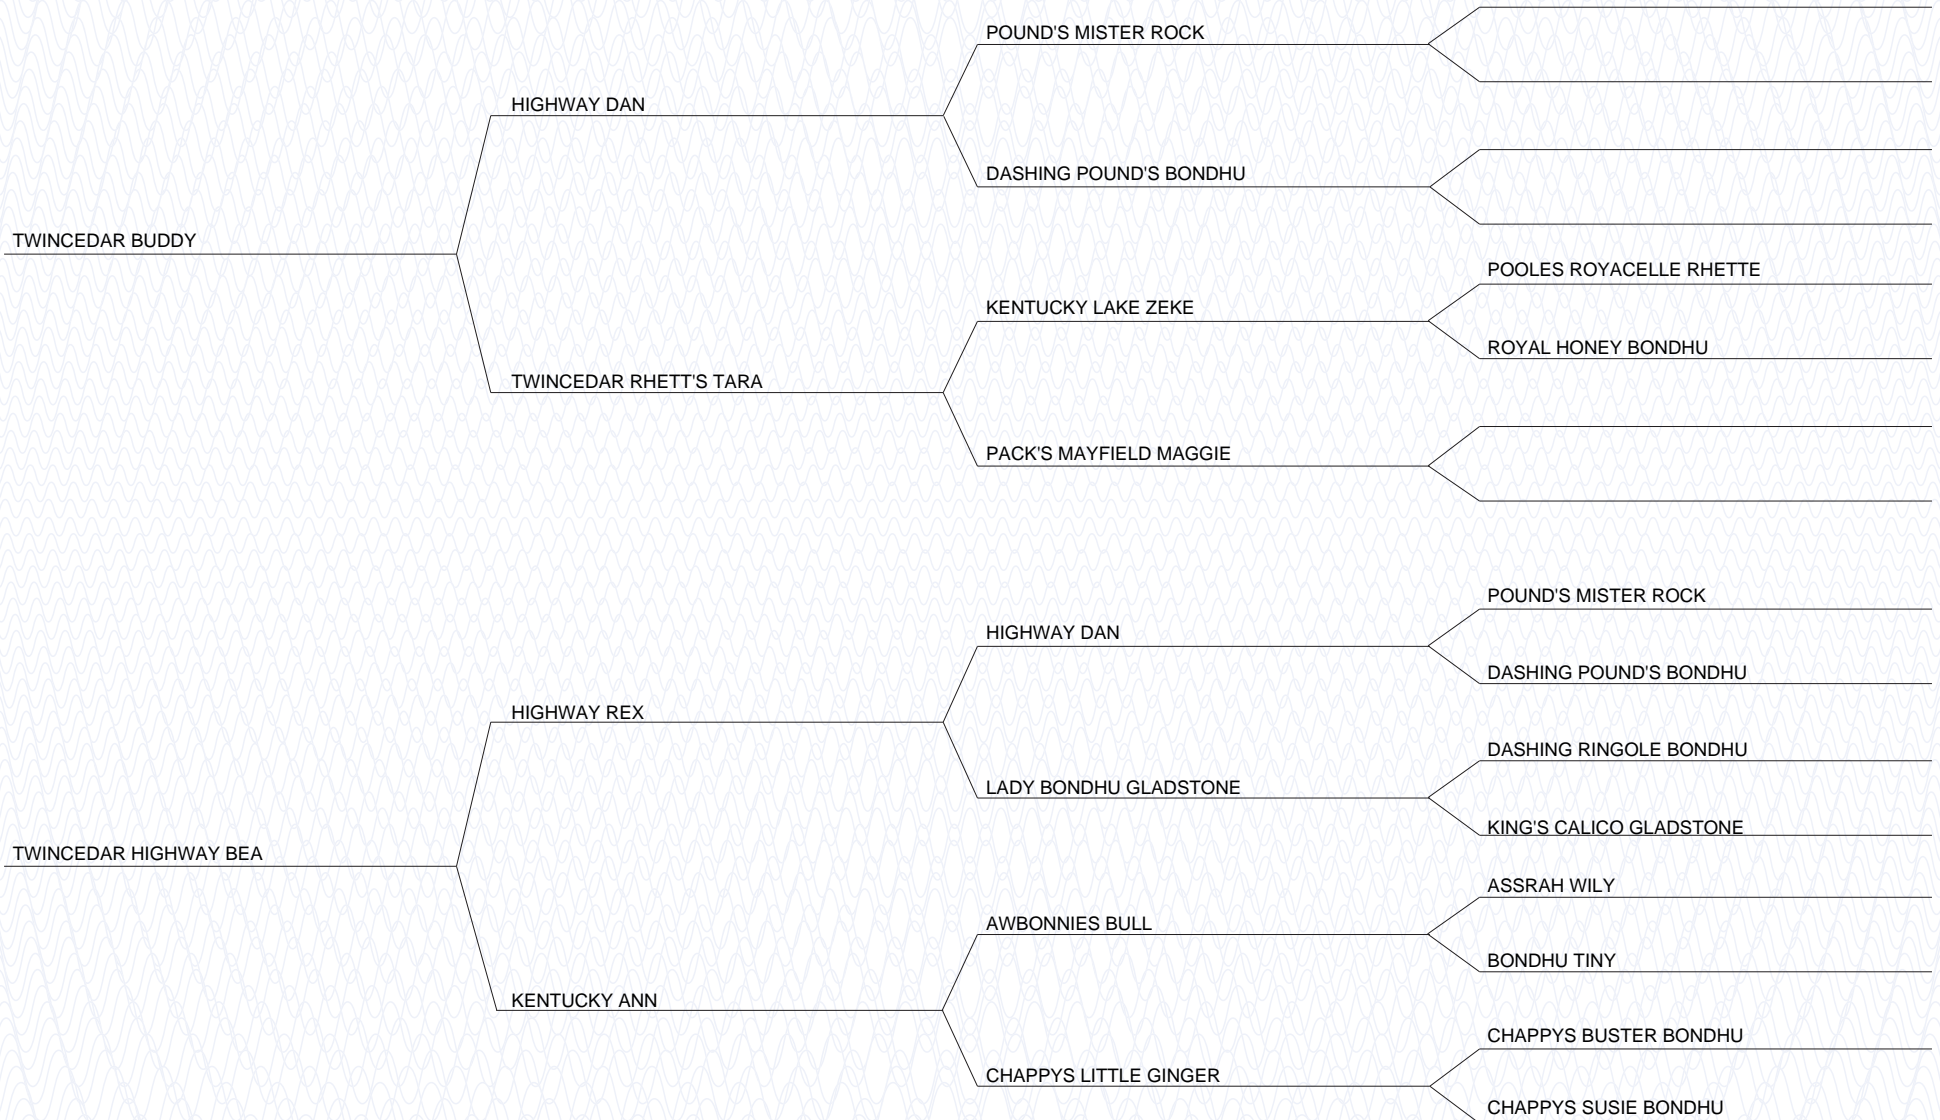 POUND'S MISTER ROCK
HIGHWAY DAN
DASHING POUND'S BONDHU
TWINCEDAR BUDDY
POOLES ROYACELLE RHETTE
KENTUCKY LAKE ZEKE
ROYAL HONEY BONDHU
TWINCEDAR RHETT'S TARA
PACK'S MAYFIELD MAGGIE
POUND'S MISTER ROCK
HIGHWAY DAN
DASHING POUND'S BONDHU
HIGHWAY REX
DASHING RINGOLE BONDHU
LADY BONDHU GLADSTONE
KING'S CALICO GLADSTONE
TWINCEDAR HIGHWAY BEA
ASSRAH WILY
AWBONNIES BULL
BONDHU TINY
KENTUCKY ANN
CHAPPYS BUSTER BONDHU
CHAPPYS LITTLE GINGER
CHAPPYS SUSIE BONDHU